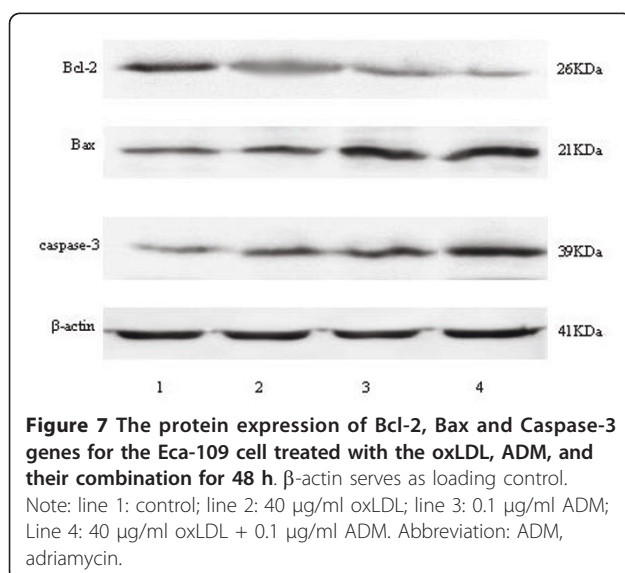 Bcl-2 26KDa
Bax 21KDa
caspase-3 39KDa
β-actin 41KDa
1 2 3 4
Figure 7 The protein expression of Bcl-2, Bax and Caspase-3
genes for the Eca-109 cell treated with the oxLDL, ADM, and
their combination for 48 h. β-actin serves as loading control.
Note: line 1: control; line 2: 40 μg/ml oxLDL; line 3: 0.1 μg/ml ADM;
Line 4: 40 μg/ml oxLDL + 0.1 μg/ml ADM. Abbreviation: ADM,
adriamycin.